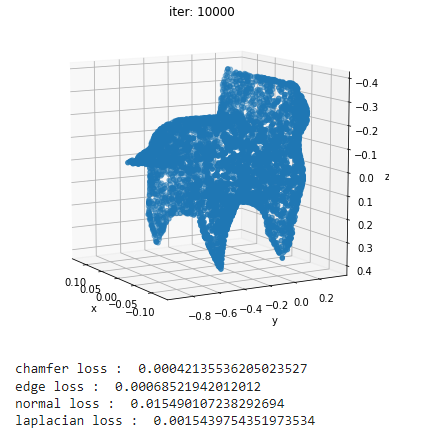 iter: 10000
−0.4
−0.3
−0.2
−0.1
0.0 z
0.1
0.2
0.3
0.4
0.10
0.05
0.00
−0.05
−0.10
x
−0.8 −0.6 −0.4 −0.2 0.0 0.2
y
chamfer loss :  0.00042135536205023527
edge loss :  0.00068521942012012
normal loss :  0.015490107238292694
laplacian loss :  0.0015439754351973534